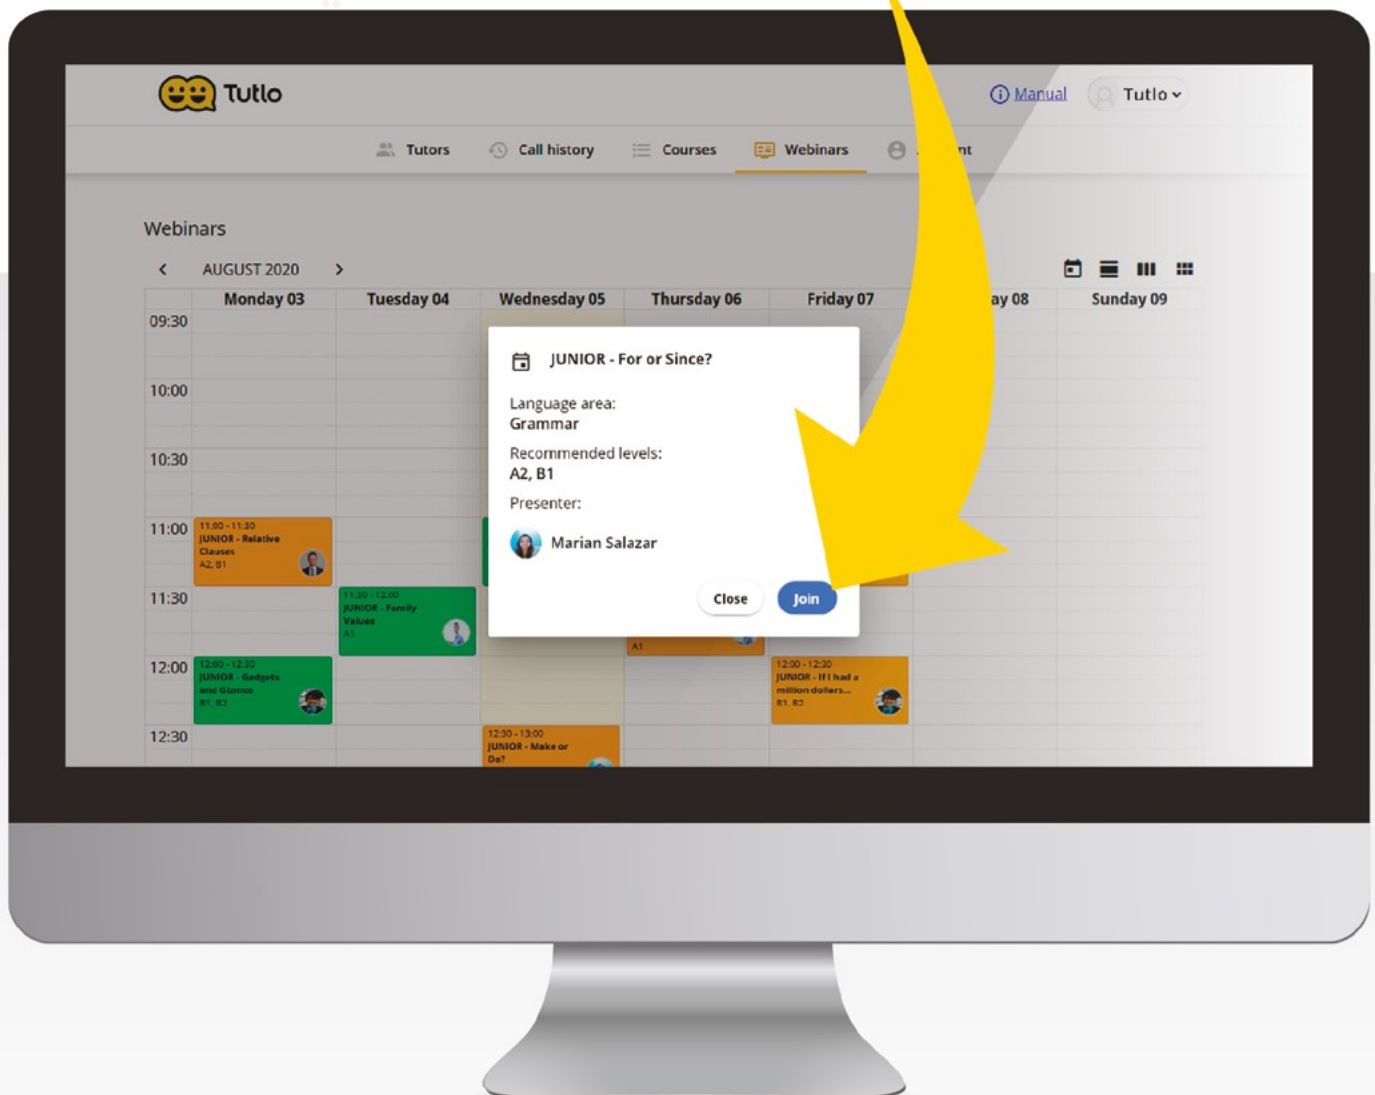 Tutlo
Manual
Tutlo
Tutors
Call history
Courses
Webinars
Webinars
AUGUST 2020
Monday 03
Tuesday 04
Wednesday 05
Thursday 06
Friday 07
ay 08
Sunday 09
09:30
10:00
10:30
11:00
11:30
12:00
12:30
JUNIOR - For or Since?
Language area:
Grammar
Recommended levels:
A2, B1
Presenter:
Marian Salazar
Close
Join
11:00 - 11:30
JUNIOR - Relative
Clauses
A2, B1
11:30 - 12:00
JUNIOR - Family
Values
A1
12:00 - 12:30
JUNIOR - Gadgets
and Gizmos
B1, B2
12:30 - 13:00
JUNIOR - Make or
Do?
A1
12:00 - 12:30
JUNIOR - If I had a
million dollars...
B1, B2